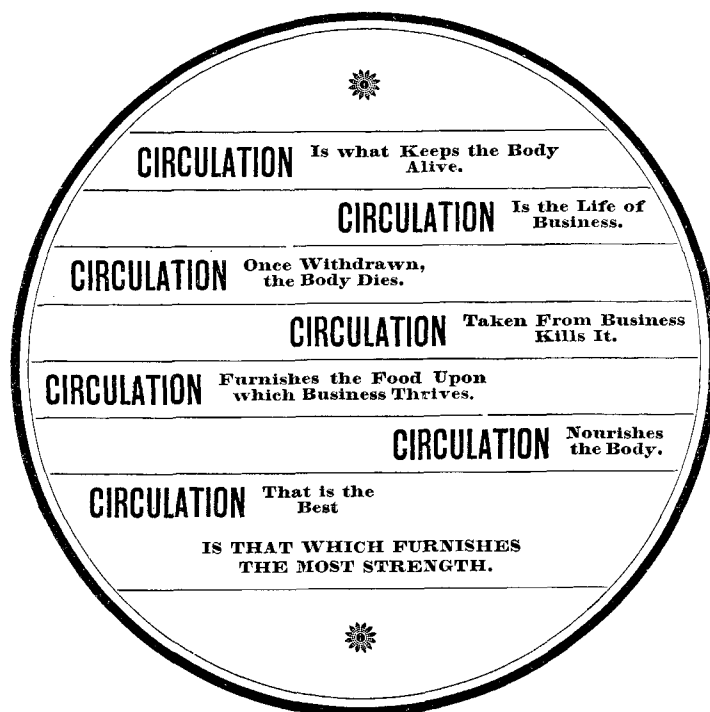 CIRCULATION Is what Keeps the Body
Alive.
CIRCULATION Is the Life of
Business.
CIRCULATION Once Withdrawn,
the Body Dies.
CIRCULATION Taken From Business
Kills It.
CIRCULATION Furnishes the Food Upon
which Business Thrives.
CIRCULATION Nourishes
the Body.
CIRCULATION That is the
Best
IS THAT WHICH FURNISHES
THE MOST STRENGTH.